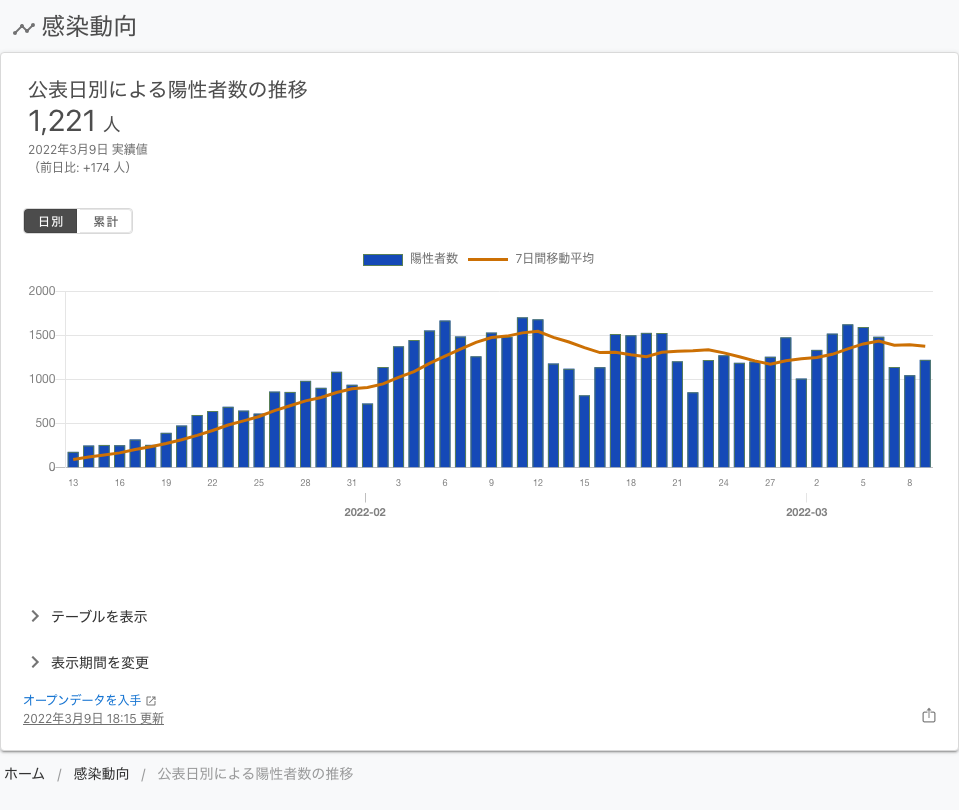 感染動向
公表日別による陽性者数の推移
1,221 人
2022年3月9日 実績値
（前日比: +174 人）
日別 累計
陽性者数 7日間移動平均
2000
1500
1000
500
0
13 16 19 22 25 28 31 3 6 9 12 15 18 21 24 27 2 5 8
2022-02 2022-03
テーブルを表示
表示期間を変更
オープンデータを入手
2022年3月9日 18:15 更新
ホーム / 感染動向 / 公表日別による陽性者数の推移